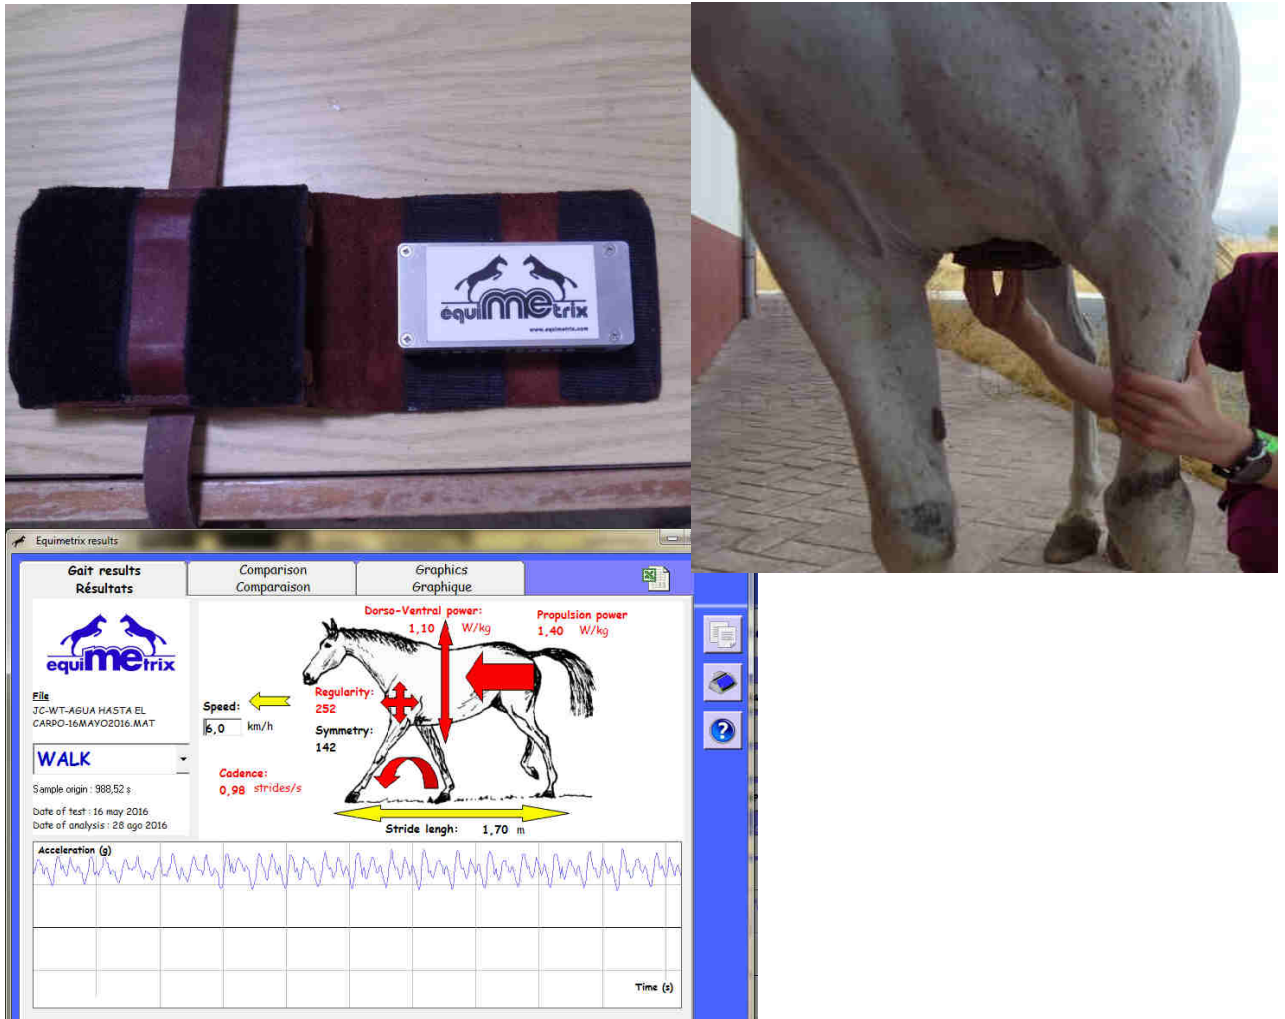 équimetrix
www.equimetrix.com
Equimetrix results
Gait results
Résultats
Comparison
Comparaison
Graphics
Graphique
equimetrix
File
JC-WT-AGUA HASTA EL
CARPO-16MAYO2016.MAT
WALK
Sample origin : 988,52 s
Date of test : 16 may 2016
Date of analysis : 28 ago 2016
Dorso-Ventral power:
1,10 W/kg
Propulsion power
1,40 W/kg
Speed:
6,0 km/h
Regularity:
252
Symmetry:
142
Cadence:
0,98 strides/s
Stride lengh: 1,70 m
Acceleration (g)
Time (s)